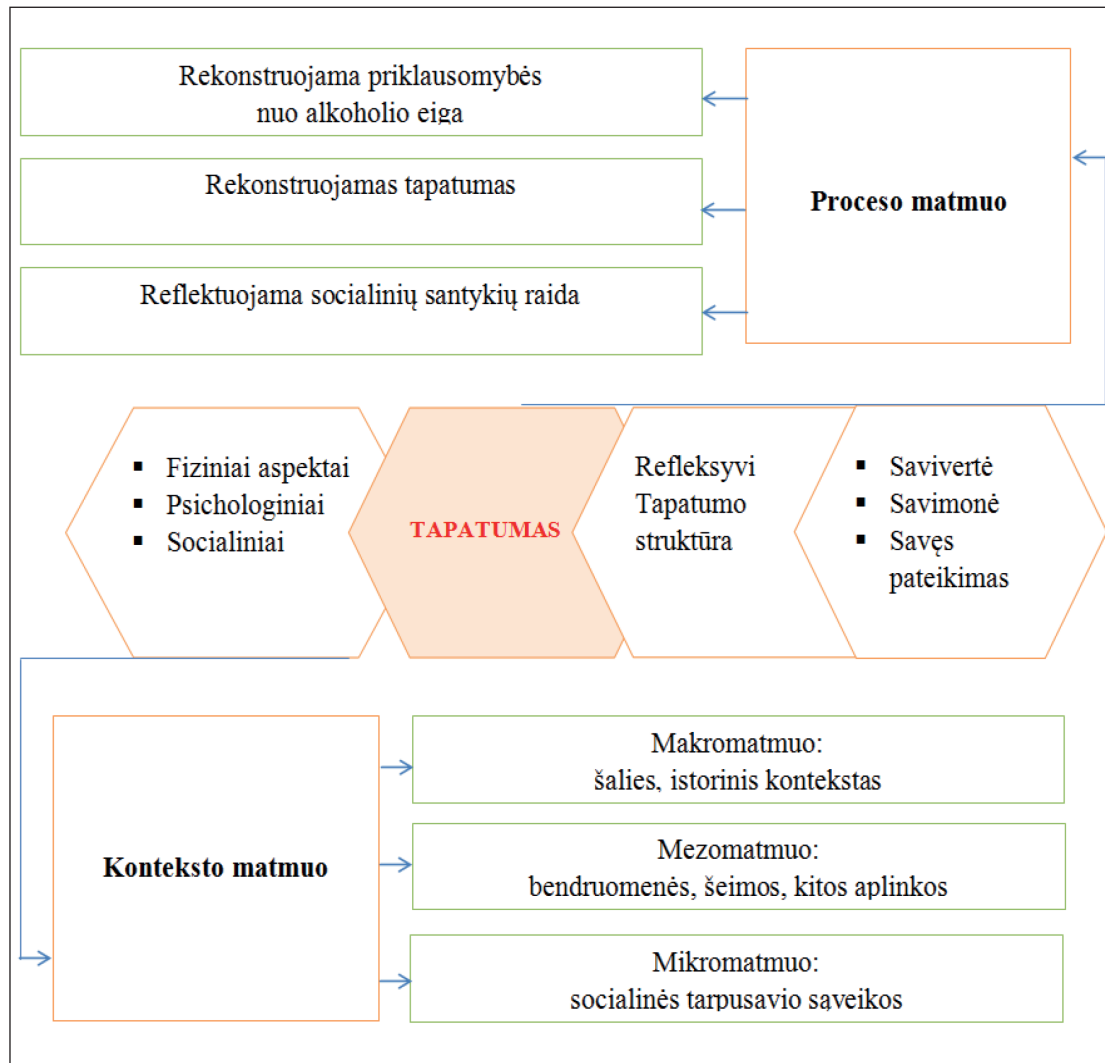 Rekonstruojama priklausomybės
nuo alkoholio eiga
Rekonstruojamas tapatumas
Reflektuojama socialinių santykių raida
Proceso matmuo
▪ Fiziniai aspektai
▪ Psichologiniai
▪ Socialiniai
TAPATUMAS
Refleksyvi
Tapatumo
struktūra
▪ Savivertė
▪ Savimonė
▪ Savęs
pateikimas
Konteksto matmuo
Makromatmuo:
šalies, istorinis kontekstas
Mezomatmuo:
bendruomenės, šeimos, kitos aplinkos
Mikromatmuo:
socialinės tarpusavio sąveikos